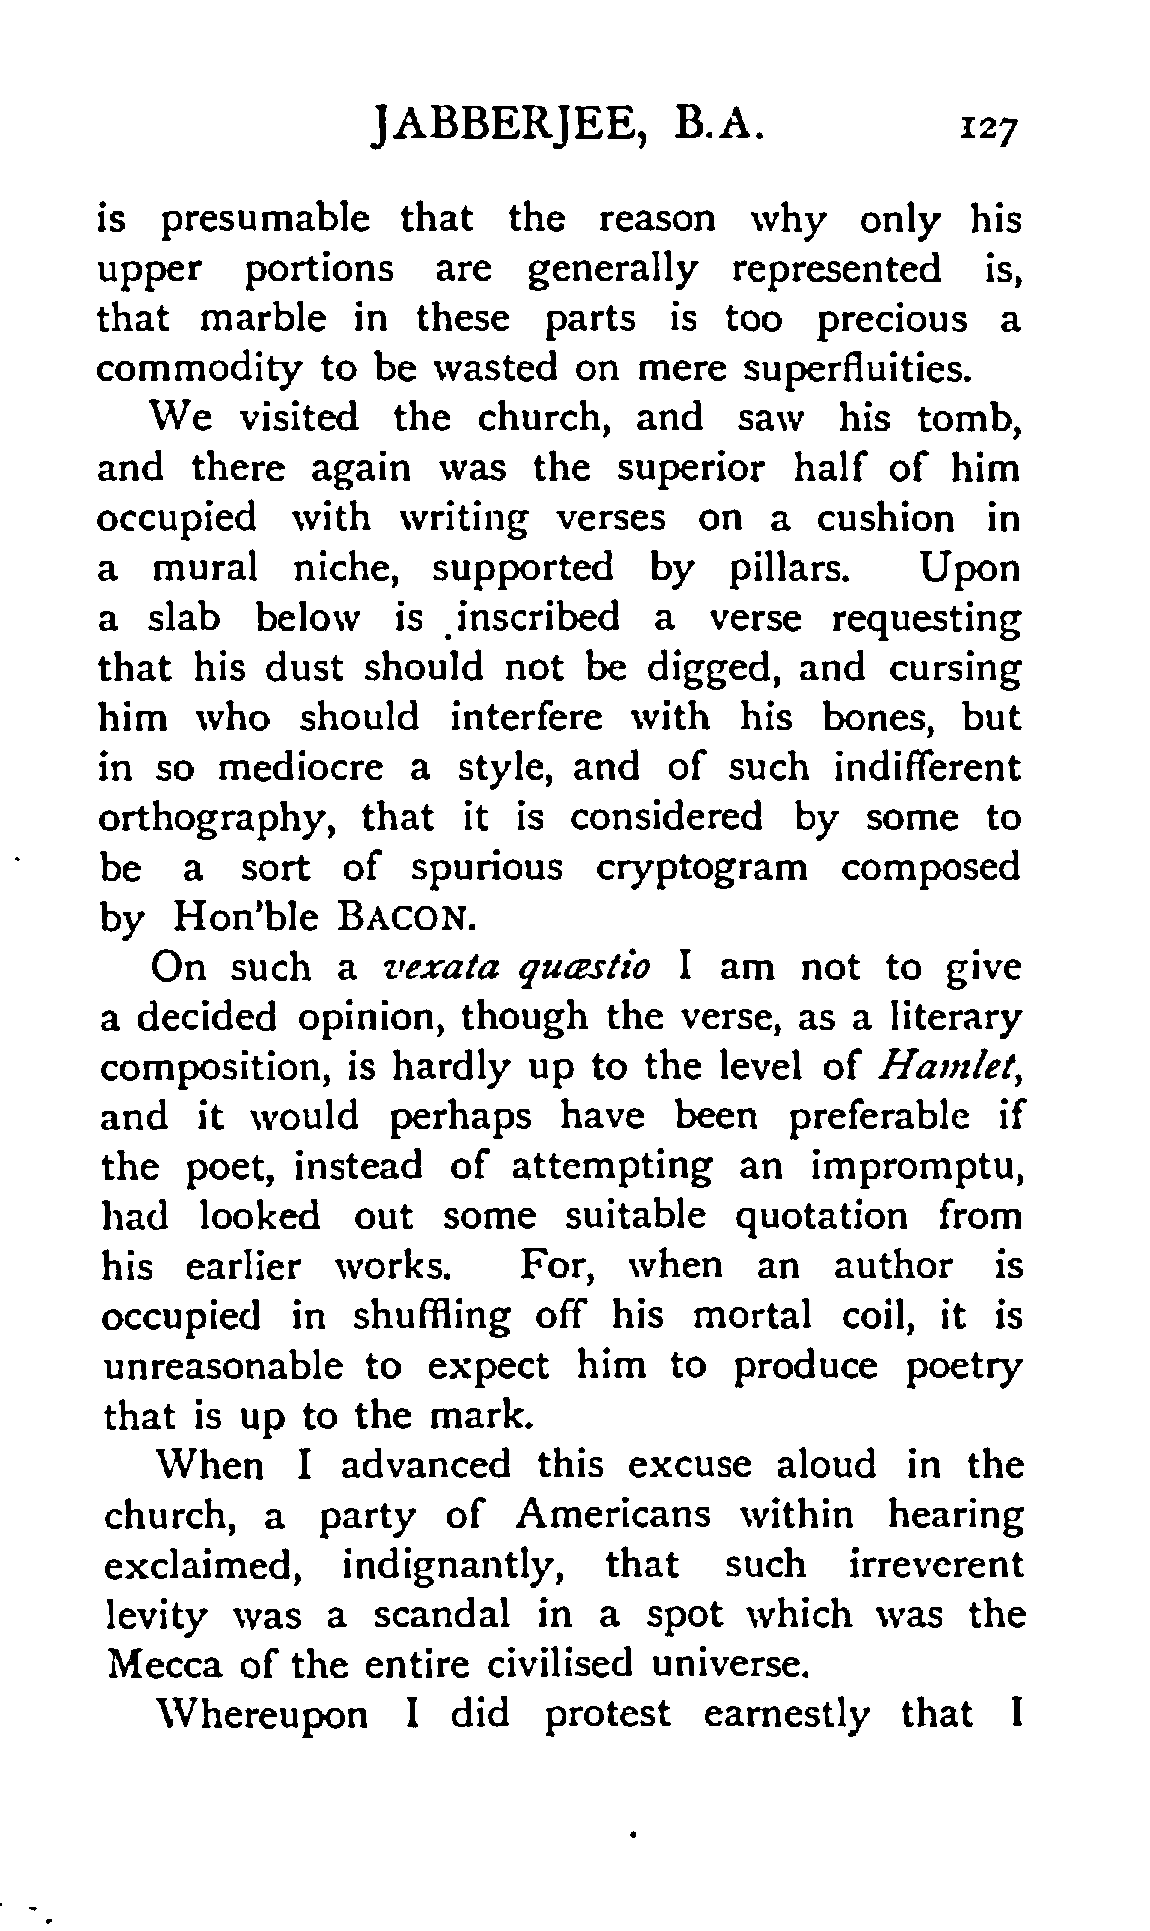 JABBERJEE, B.A. 127
is presumable that the reason why only his
upper portions are generally represented is,
that marble in these parts is too precious a
commodity to be wasted on mere superfluities.
We visited the church, and saw his tomb,
and there again was the superior half of him
occupied with writing verses on a cushion in
a mural niche, supported by pillars. Upon
a slab below is inscribed a verse requesting
that his dust should not be digged, and cursing
him who should interfere with his bones, but
in so mediocre a style, and of such indifferent
orthography, that it is considered by some to
be a sort of spurious cryptogram composed
by Hon'ble BACON.
On such a vexata quæstio I am not to give
a decided opinion, though the verse, as a literary
composition, is hardly up to the level of Hamlet,
and it would perhaps have been preferable if
the poet, instead of attempting an impromptu,
had looked out some suitable quotation from
his earlier works. For, when an author is
occupied in shuffling off his mortal coil, it is
unreasonable to expect him to produce poetry
that is up to the mark.
When I advanced this excuse aloud in the
church, a party of Americans within hearing
exclaimed, indignantly, that such irreverent
levity was a scandal in a spot which was the
Mecca of the entire civilised universe.
Whereupon I did protest earnestly that I